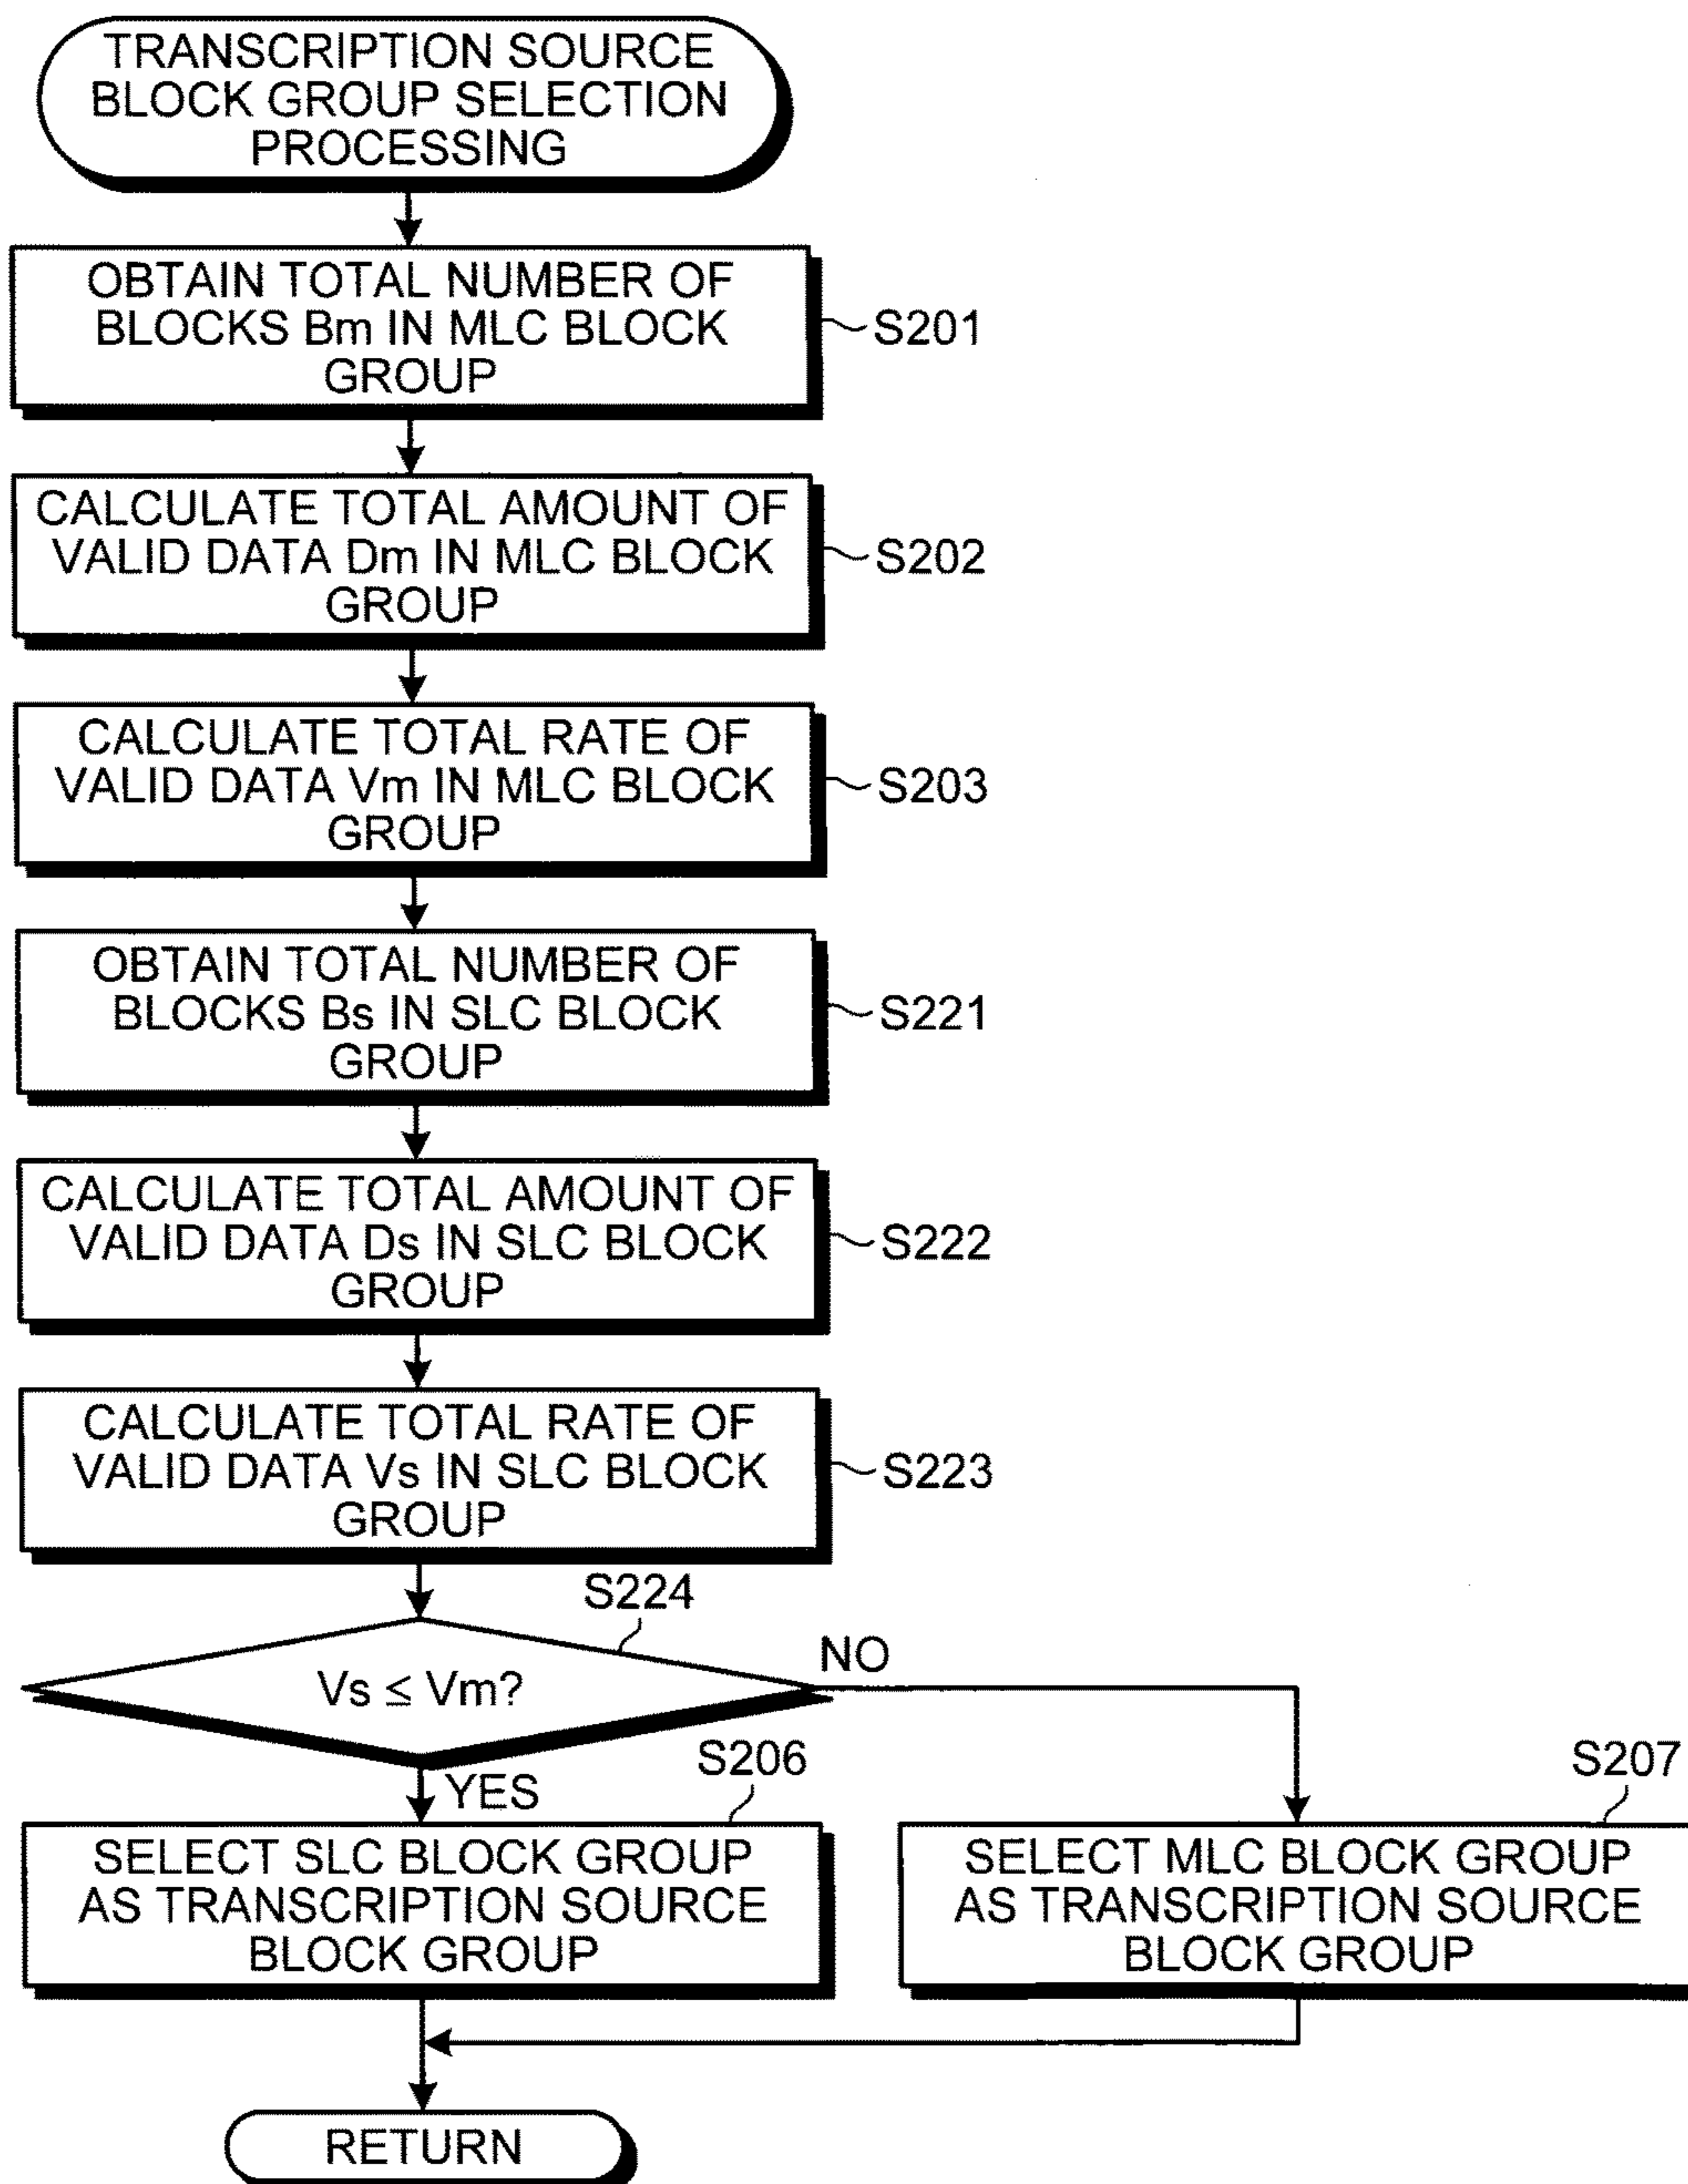 TRANSCRIPTION SOURCE
BLOCK GROUP SELECTION
PROCESSING
OBTAIN TOTAL NUMBER OF
BLOCKS Bm IN MLC BLOCK
GROUP
S201
CALCULATE TOTAL AMOUNT OF
VALID DATA Dm IN MLC BLOCK
GROUP
S202
CALCULATE TOTAL RATE OF
VALID DATA Vm IN MLC BLOCK
GROUP
S203
OBTAIN TOTAL NUMBER OF
BLOCKS Bs IN SLC BLOCK
GROUP
S221
CALCULATE TOTAL AMOUNT OF
VALID DATA Ds IN SLC BLOCK
GROUP
S222
CALCULATE TOTAL RATE OF
VALID DATA Vs IN SLC BLOCK
GROUP
S223
S224
Vs ≤ Vm?
NO
YES
S206
SELECT SLC BLOCK GROUP
AS TRANSCRIPTION SOURCE
BLOCK GROUP
S207
SELECT MLC BLOCK GROUP
AS TRANSCRIPTION SOURCE
BLOCK GROUP
RETURN